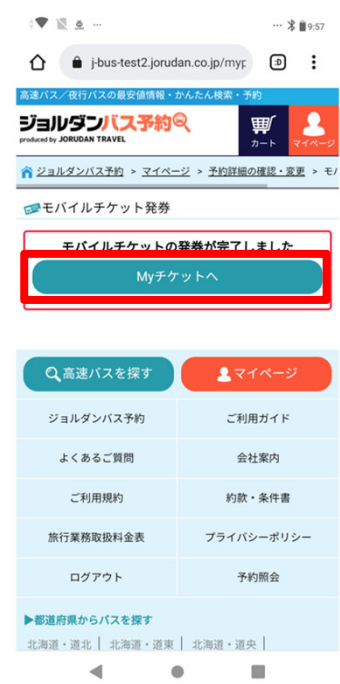 9:57
j-bus-test2.jorudan.co.jp/myp
:D
高速バス／夜行バスの最安値情報・かんたん検索・予約
ジョルダンバス予約
produced by JORUDAN TRAVEL
カート
マイページ
ジョルダンバス予約 > マイページ > 予約詳細の確認・変更 > モバ
モバイルチケット発券
モバイルチケットの発券が完了しました
Myチケットへ
高速バスを探す
マイページ
ジョルダンバス予約
ご利用ガイド
よくあるご質問
会社案内
ご利用規約
約款・条件書
旅行業務取扱料金表
プライバシーポリシー
ログアウト
予約照会
▶都道府県からバスを探す
北海道・道北 | 北海道・道東 | 北海道・道央 |